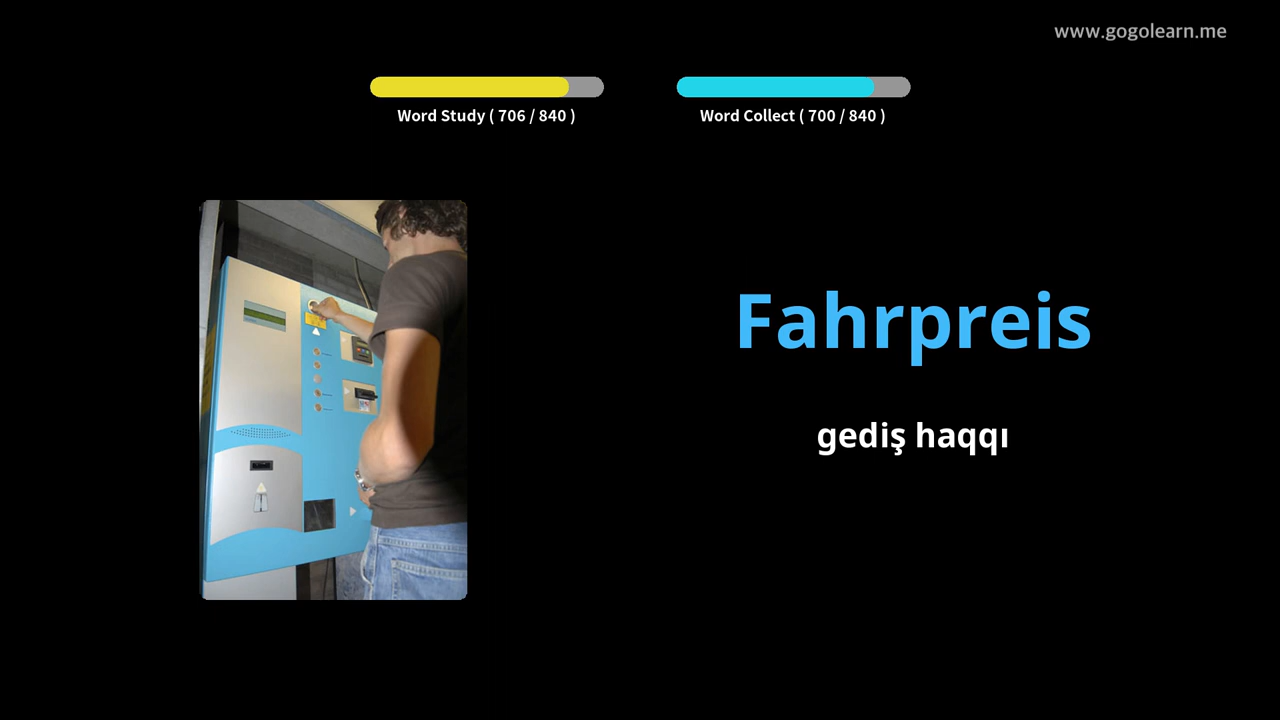 www.gogolearn.me
Word Study ( 706 / 840 )
Word Collect ( 700 / 840 )
Fahrpreis
gediş haqqı